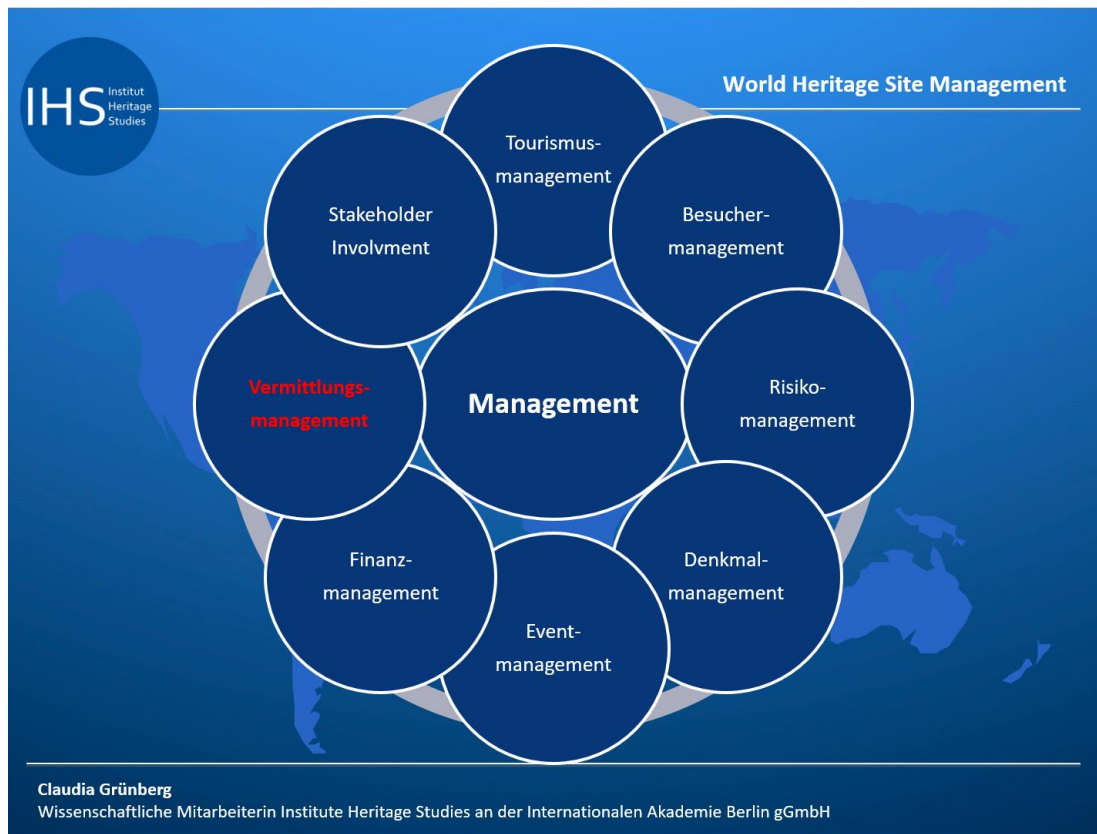 IHS Institut
Heritage
Studies
World Heritage Site Management
Tourismus-
management
Besucher-
management
Risiko-
management
Denkmal-
management
Event-
management
Finanz-
management
Vermittlungs-
management
Stakeholder
Involvment
Management
Claudia Grünberg
Wissenschaftliche Mitarbeiterin Institute Heritage Studies an der Internationalen Akademie Berlin gGmbH